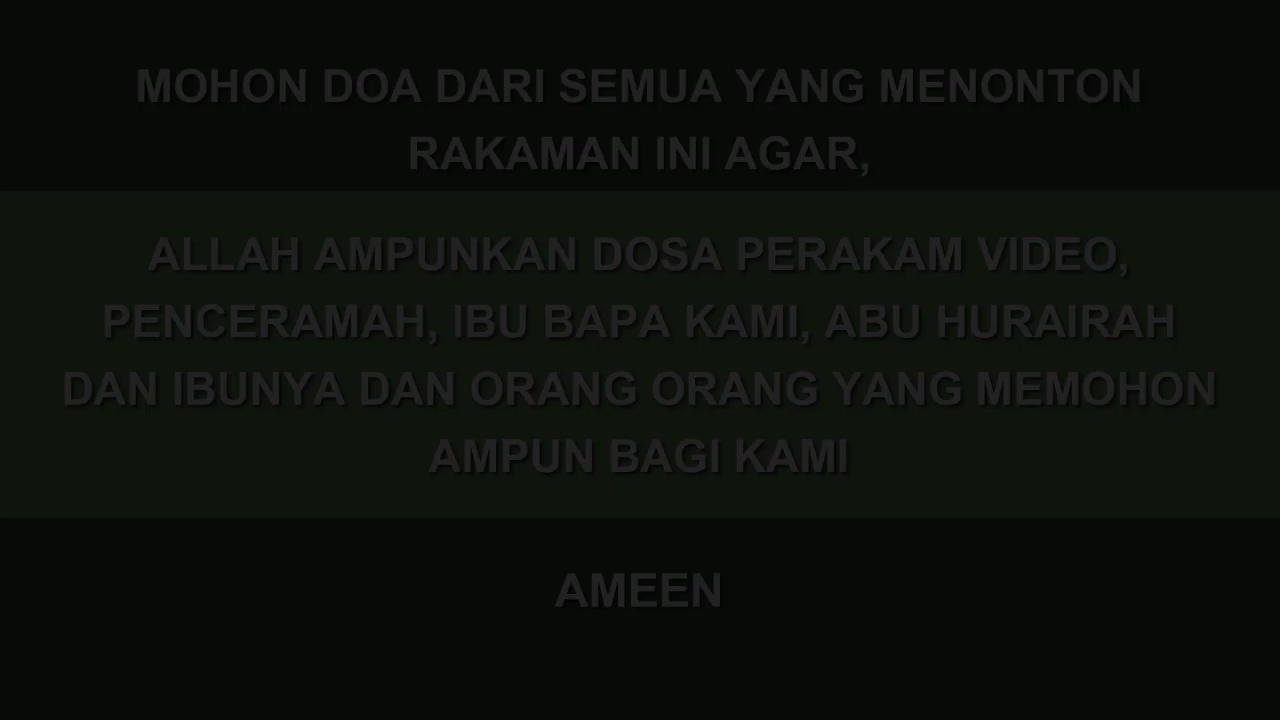 MOHON DOA DARI SEMUA YANG MENONTON
RAKAMAN INI AGAR,
ALLAH AMPUNKAN DOSA PERAKAM VIDEO,
PENCERAMAH, IBU BAPA KAMI, ABU HURAIRAH
DAN IBUNYA DAN ORANG ORANG YANG MEMOHON
AMPUN BAGI KAMI
AMEEN